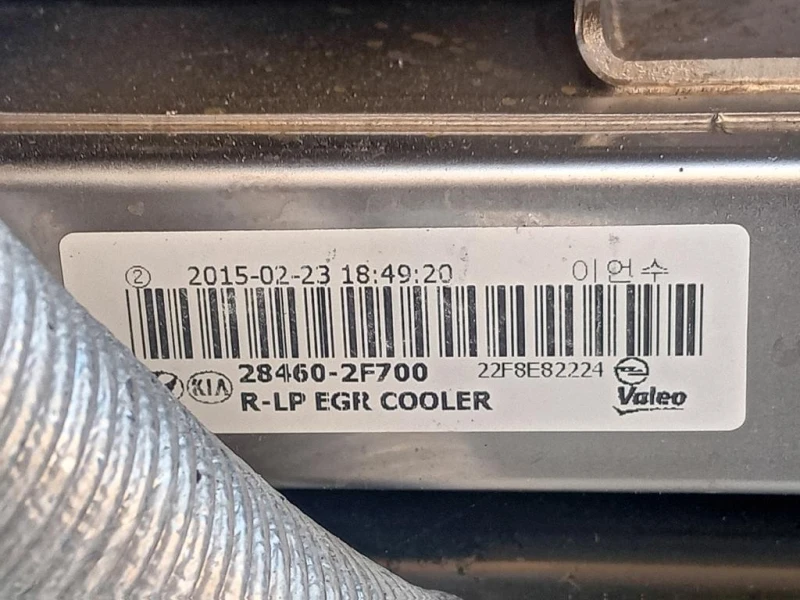 ② 2015-02-23 18:49:20 이언수
28460-2F700 22F8E82224
KIA
R-LP EGR COOLER Valeo